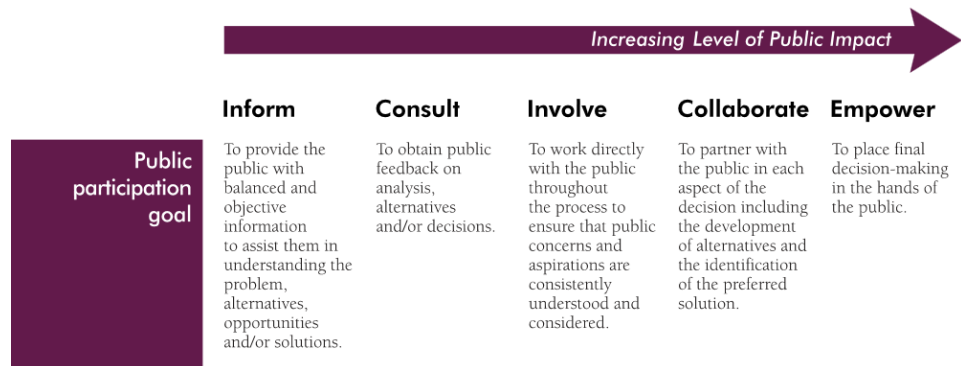 Increasing Level of Public Impact
Inform
Consult
Involve
Collaborate
Empower
Public
participation
goal
To provide the
public with
balanced and
objective
information
to assist them in
understanding the
problem,
alternatives,
opportunities
and/or solutions.
To obtain public
feedback on
analysis,
alternatives
and/or decisions.
To work directly
with the public
throughout
the process to
ensure that public
concerns and
aspirations are
consistently
understood and
considered.
To partner with
the public in each
aspect of the
decision including
the development
of alternatives and
the identification
of the preferred
solution.
To place final
decision-making
in the hands of
the public.